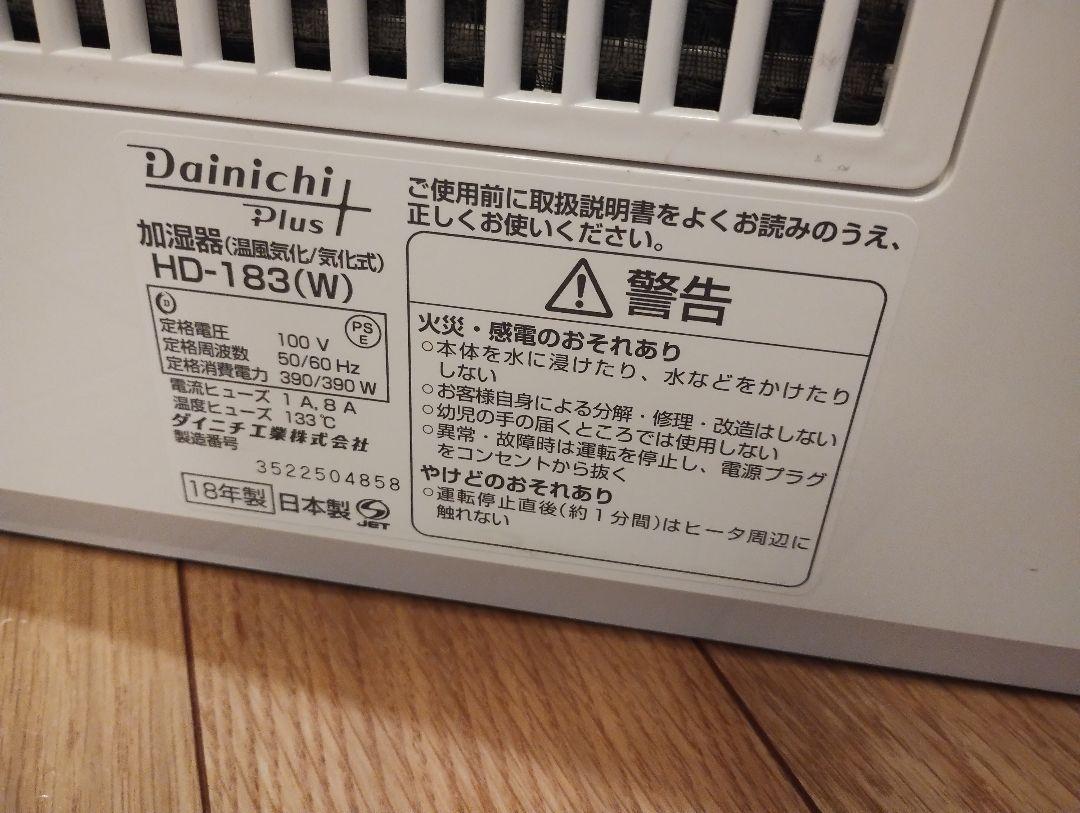 Dainichi
Plus
加湿器(温風気化/気化式)
HD-183(W)
D
PS
E
定格電圧 100 V
定格周波数 50/60 Hz
定格消費電力 390/390 W
電流ヒューズ 1 A, 8 A
温度ヒューズ 133℃
ダイニチ工業株式会社
製造番号
3522504858
18年製 日本製 JET
ご使用前に取扱説明書をよくお読みのうえ、
正しくお使いください。
警告
火災・感電のおそれあり
○本体を水に浸けたり、水などをかけたり
しない
○お客様自身による分解・修理・改造はしない
○幼児の手の届くところでは使用しない
○異常・故障時は運転を停止し、電源プラグ
をコンセントから抜く
やけどのおそれあり
○運転停止直後(約1分間)はヒータ周辺に
触れない